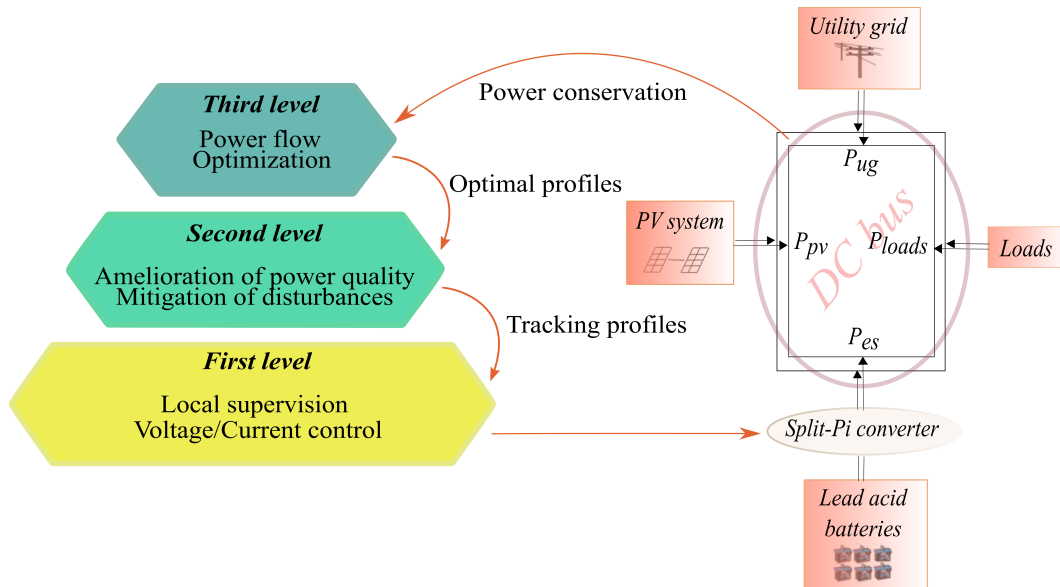 Utility grid
Power conservation
Third level
Power flow
Optimization
Optimal profiles
Second level
Amelioration of power quality
Mitigation of disturbances
Tracking profiles
First level
Local supervision
Voltage/Current control
PV system
Pug
Ppv
Ploads
Pes
DC bus
Loads
Split-Pi converter
Lead acid
batteries